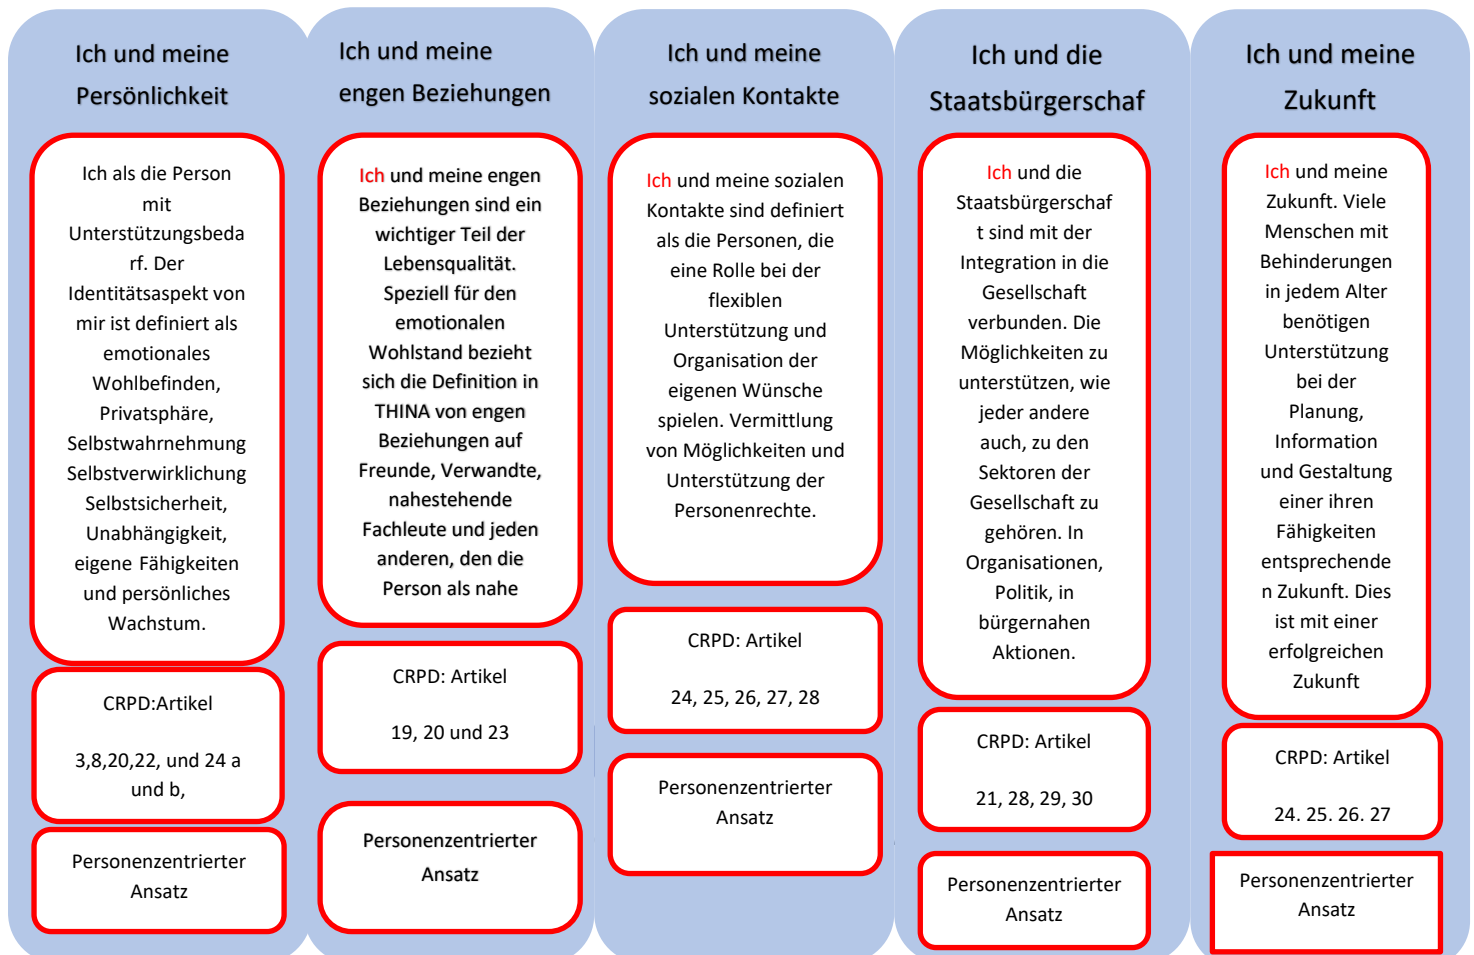 Ich und meine
Persönlichkeit
Ich als die Person
mit
Unterstützungsbeda
rf. Der
Identitätsaspekt von
mir ist definiert als
emotionales
Wohlbefinden,
Privatsphäre,
Selbstwahrnehmung
Selbstverwirklichung
Selbstsicherheit,
Unabhängigkeit,
eigene Fähigkeiten
und persönliches
Wachstum.
CRPD:Artikel
3,8,20,22, und 24 a
und b,
Personenzentrierter
Ansatz
Ich und meine
engen Beziehungen
Ich und meine engen
Beziehungen sind ein
wichtiger Teil der
Lebensqualität.
Speziell für den
emotionalen
Wohlstand bezieht
sich die Definition in
THINA von engen
Beziehungen auf
Freunde, Verwandte,
nahestehende
Fachleute und jeden
anderen, den die
Person als nahe
CRPD: Artikel
19, 20 und 23
Personenzentrierter
Ansatz
Ich und meine
sozialen Kontakte
Ich und meine sozialen
Kontakte sind definiert
als die Personen, die
eine Rolle bei der
flexiblen
Unterstützung und
Organisation der
eigenen Wünsche
spielen. Vermittlung
von Möglichkeiten und
Unterstützung der
Personenrechte.
CRPD: Artikel
24, 25, 26, 27, 28
Personenzentrierter
Ansatz
Ich und die
Staatsbürgerschaf
Ich und die
Staatsbürgerschaf
t sind mit der
Integration in die
Gesellschaft
verbunden. Die
Möglichkeiten zu
unterstützen, wie
jeder andere
auch, zu den
Sektoren der
Gesellschaft zu
gehören. In
Organisationen,
Politik, in
bürgernahen
Aktionen.
CRPD: Artikel
21, 28, 29, 30
Personenzentrierter
Ansatz
Ich und meine
Zukunft
Ich und meine
Zukunft. Viele
Menschen mit
Behinderungen
in jedem Alter
benötigen
Unterstützung
bei der
Planung,
Information
und Gestaltung
einer ihren
Fähigkeiten
entsprechende
n Zukunft. Dies
ist mit einer
erfolgreichen
Zukunft
CRPD: Artikel
24. 25. 26. 27
Personenzentrierter
Ansatz